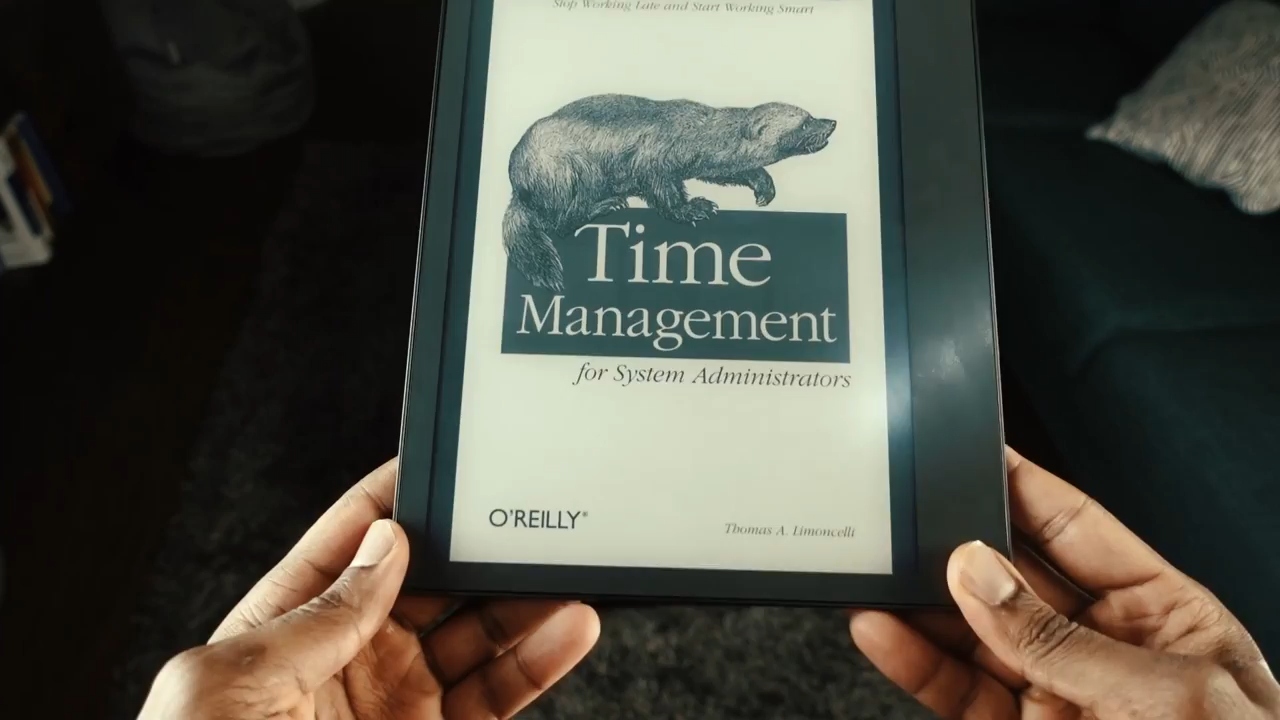 Stop Working Late and Start Working Smart
Time
Management
for System Administrators
O'REILLY®
Thomas A. Limoncelli